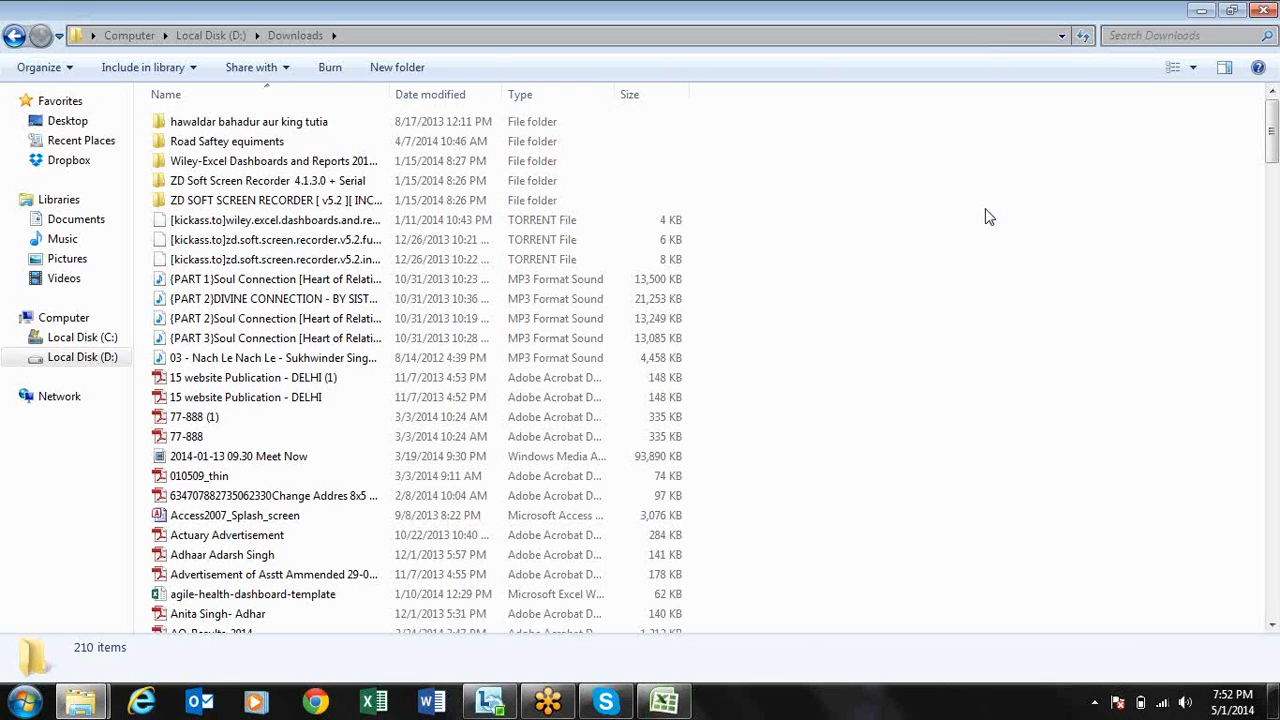 Computer Local Disk (D:) Downloads Search Downloads
Organize Include in library Share with Burn New folder
Favorites
Desktop
Recent Places
Dropbox
Libraries
Documents
Music
Pictures
Videos
Computer
Local Disk (C:)
Local Disk (D:)
Network
Name Date modified Type Size
hawaldar bahadur aur king tutia 8/17/2013 12:11 PM File folder
Road Saftey equiments 4/7/2014 10:46 AM File folder
Wiley-Excel Dashboards and Reports 201... 1/15/2014 8:27 PM File folder
ZD Soft Screen Recorder 4.1.3.0 + Serial 1/15/2014 8:26 PM File folder
ZD SOFT SCREEN RECORDER [ v5.2 ][ INC... 1/15/2014 8:26 PM File folder
[kickass.to]wiley.excel.dashboards.and.re... 1/11/2014 10:43 PM TORRENT File 4 KB
[kickass.to]zd.soft.screen.recorder.v5.2.fu... 12/26/2013 10:21 ... TORRENT File 6 KB
[kickass.to]zd.soft.screen.recorder.v5.2.in... 12/26/2013 10:22 ... TORRENT File 8 KB
{PART 1}Soul Connection [Heart of Relati... 10/31/2013 10:23 ... MP3 Format Sound 13,500 KB
{PART 2}DIVINE CONNECTION - BY SIST... 10/31/2013 10:36 ... MP3 Format Sound 21,253 KB
{PART 2}Soul Connection [Heart of Relati... 10/31/2013 10:19 ... MP3 Format Sound 13,249 KB
{PART 3}Soul Connection [Heart of Relati... 10/31/2013 10:28 ... MP3 Format Sound 13,085 KB
03 - Nach Le Nach Le - Sukhwinder Sing... 8/14/2012 4:39 PM MP3 Format Sound 4,458 KB
15 website Publication - DELHI (1) 11/7/2013 4:53 PM Adobe Acrobat D... 148 KB
15 website Publication - DELHI 11/7/2013 4:52 PM Adobe Acrobat D... 148 KB
77-888 (1) 3/3/2014 10:24 AM Adobe Acrobat D... 335 KB
77-888 3/3/2014 10:24 AM Adobe Acrobat D... 335 KB
2014-01-13 09.30 Meet Now 3/19/2014 9:30 PM Windows Media A... 93,890 KB
010509_thin 3/3/2014 9:11 AM Adobe Acrobat D... 74 KB
634707882735062330Change Addres 8x5 ... 2/8/2014 10:04 AM Adobe Acrobat D... 97 KB
Access2007_Splash_screen 9/8/2013 8:22 PM Microsoft Access ... 3,076 KB
Actuary Advertisement 10/22/2013 10:40 ... Adobe Acrobat D... 284 KB
Adhaar Adarsh Singh 12/1/2013 5:57 PM Adobe Acrobat D... 141 KB
Advertisement of Asstt Ammended 29-0... 11/7/2013 4:55 PM Adobe Acrobat D... 178 KB
agile-health-dashboard-template 1/10/2014 12:29 PM Microsoft Excel W... 62 KB
Anita Singh- Adhar 12/1/2013 5:31 PM Adobe Acrobat D... 140 KB
210 items
7:52 PM
5/1/2014